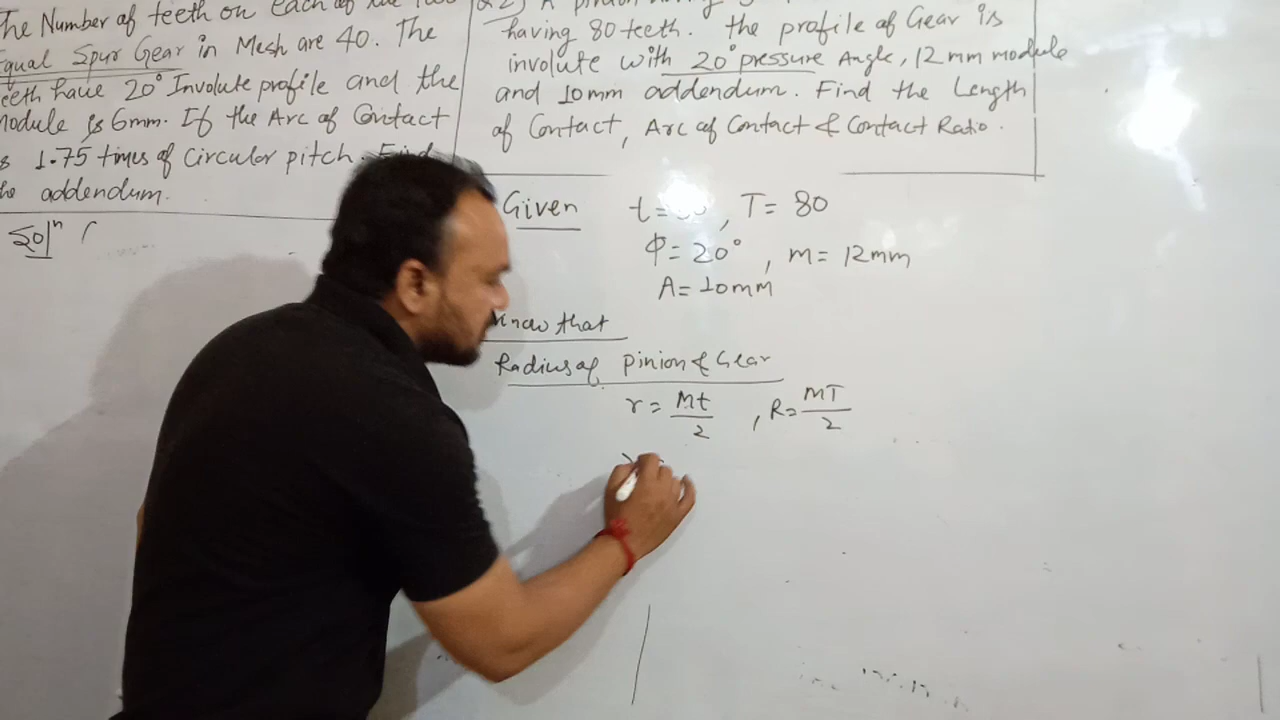 The Number of teeth on each of the two
Equal Spur Gear in Mesh are 40. The
teeth have 20° Involute profile and the
Module is 6mm. If the Arc of Contact
is 1.75 times of Circular pitch. Find
the addendum.
Soln
Q2) A pinion having
having 80 teeth. the profile of Gear is
involute with 20° pressure Angle, 12 mm module
and 10mm addendum. Find the Length
of Contact, Arc of Contact & Contact Ratio.
Given t= , T= 80
Φ= 20°, m= 12mm
A= 10mm
know that
Radius of pinion & Gear
r= Mt/2 , R= MT/2